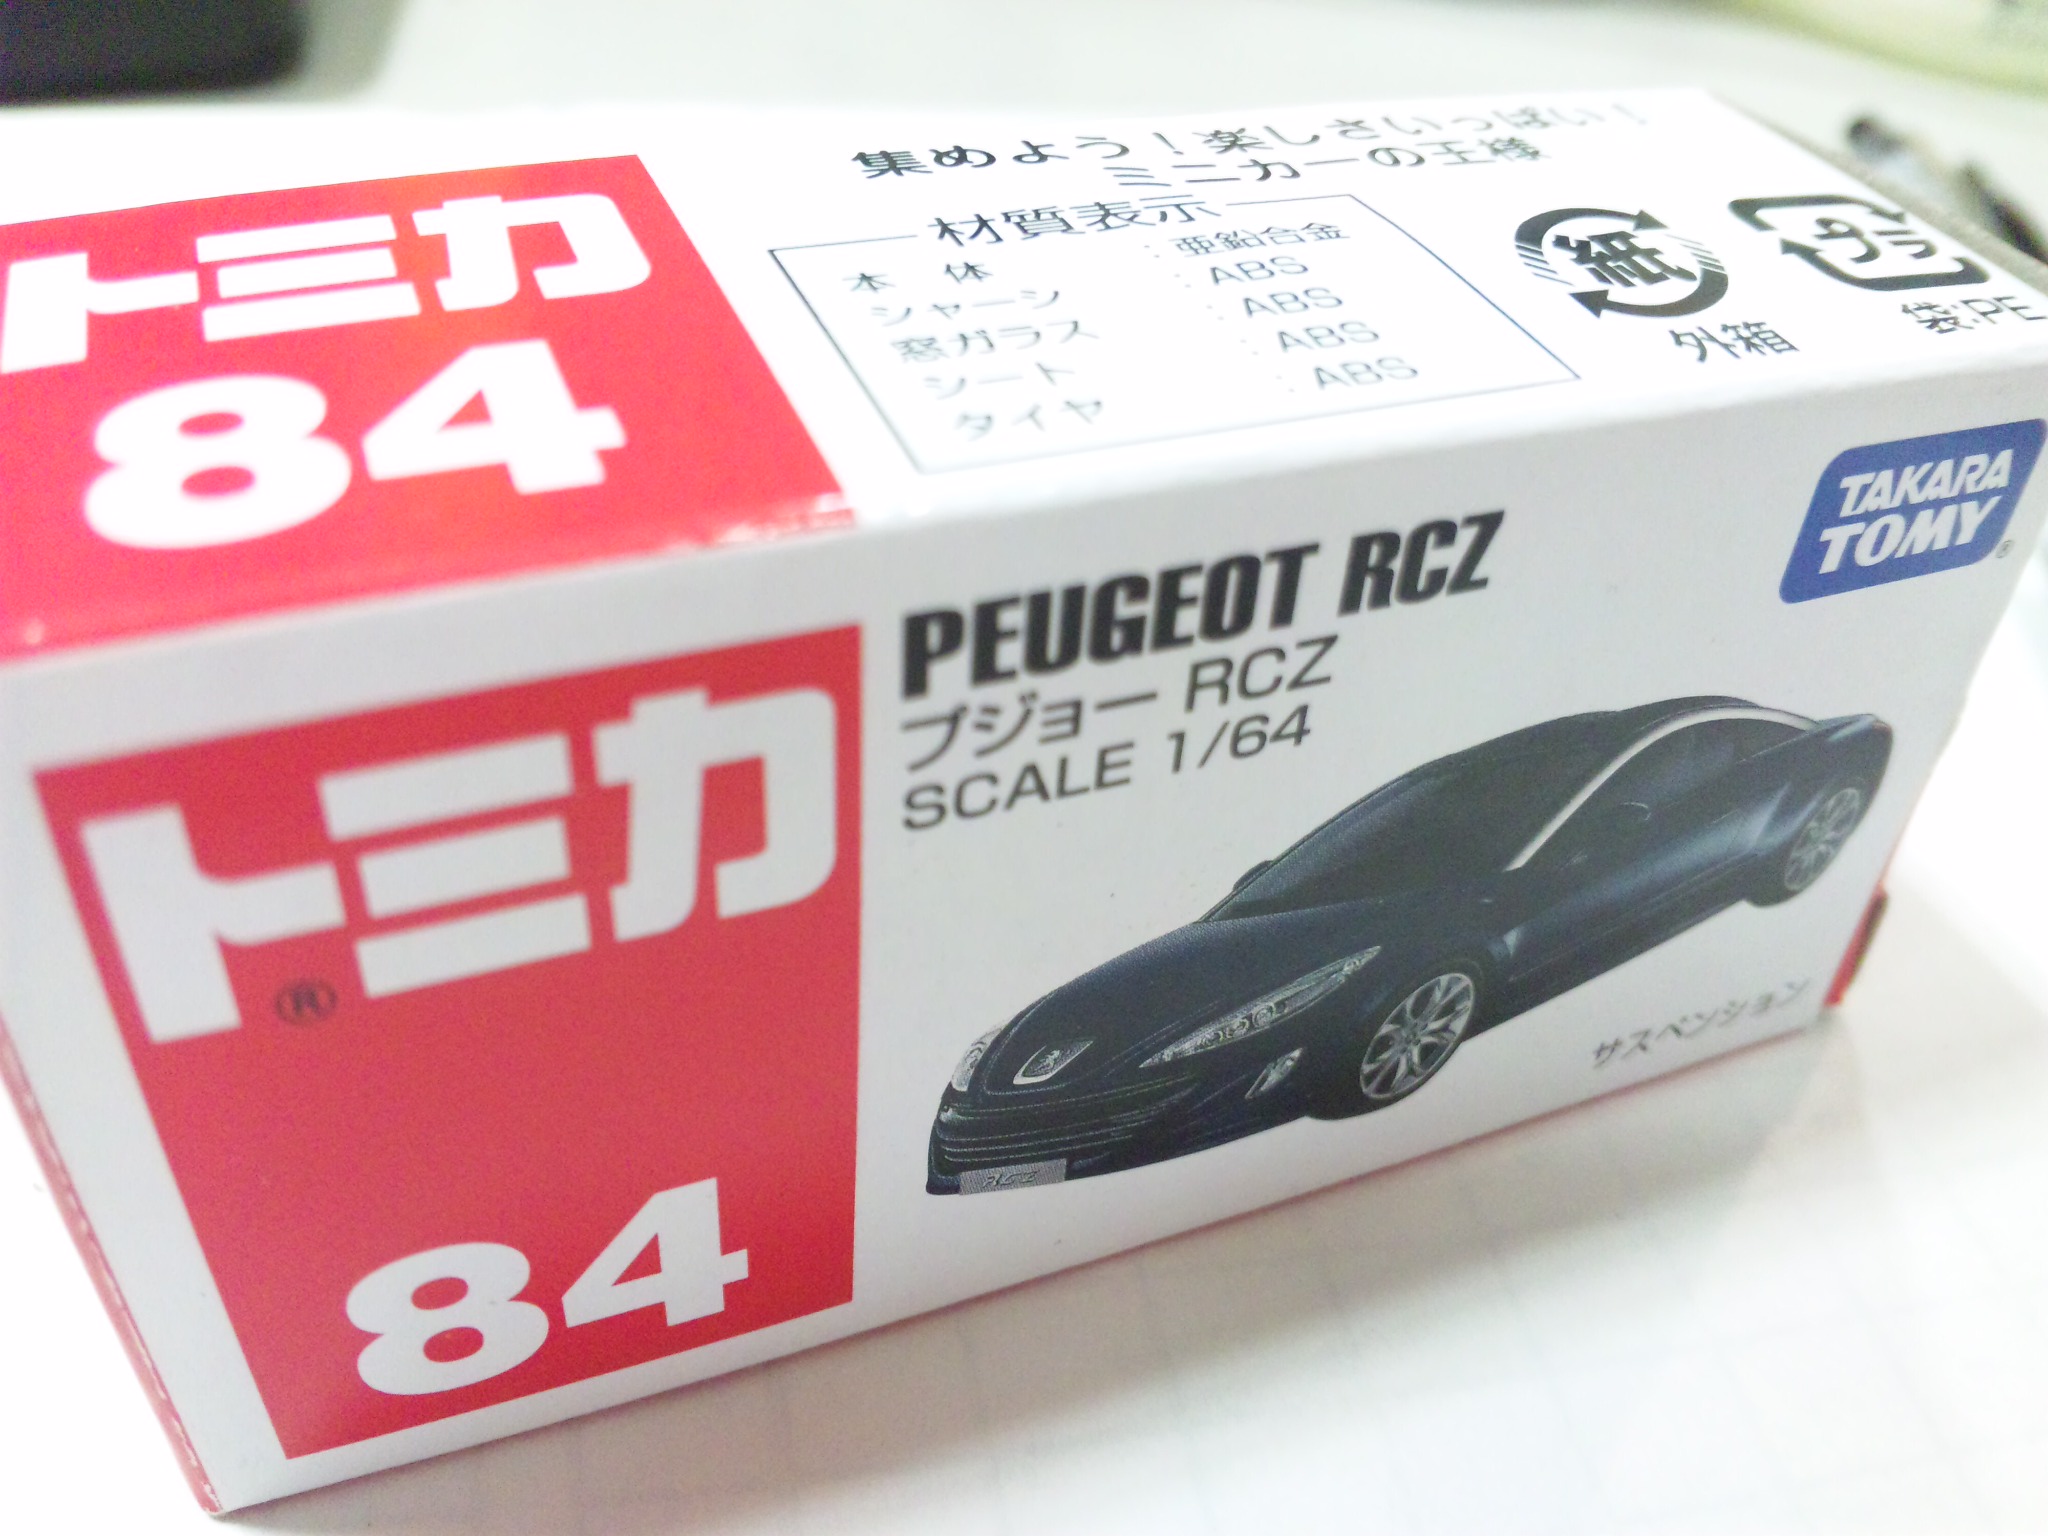 トミカ
84
集めよう！楽しさいっぱい！
ミニカーの王様
材質表示
本体 : 亜鉛合金
シャーシ : ABS
窓ガラス : ABS
シート : ABS
タイヤ : ABS
紙
外箱
プラ
袋:PE
トミカ®
84
PEUGEOT RCZ
プジョー RCZ
SCALE 1/64
TAKARA
TOMY®
RCZ
サスペンション